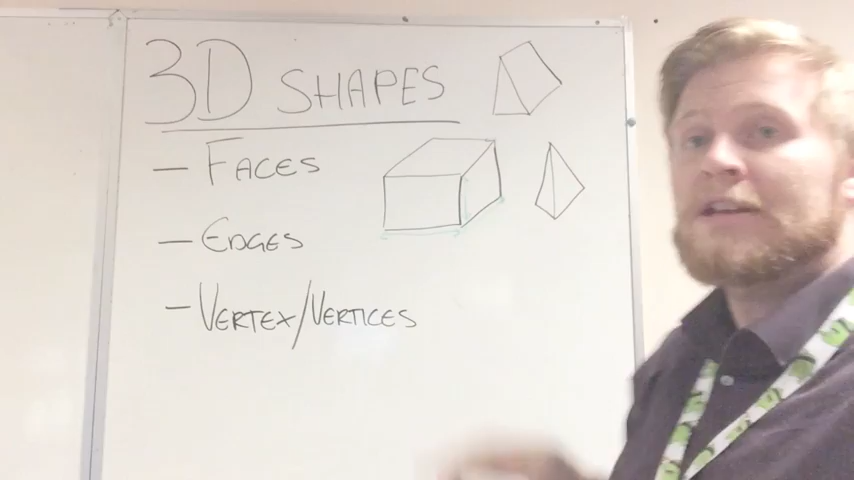 3D SHAPES
- FACES
- EDGES
- VERTEX/VERTICES